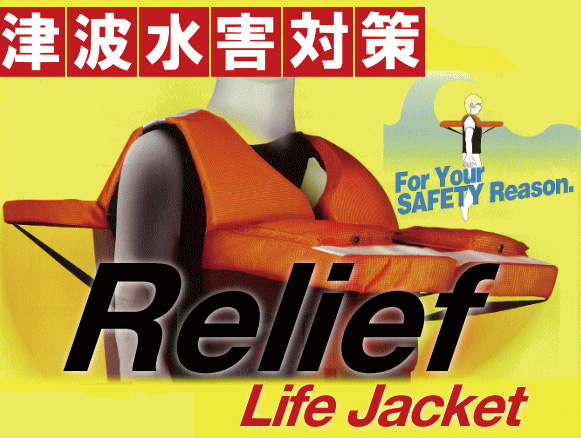 津波水害対策
For Your
SAFETY Reason.
Relief
Life Jacket